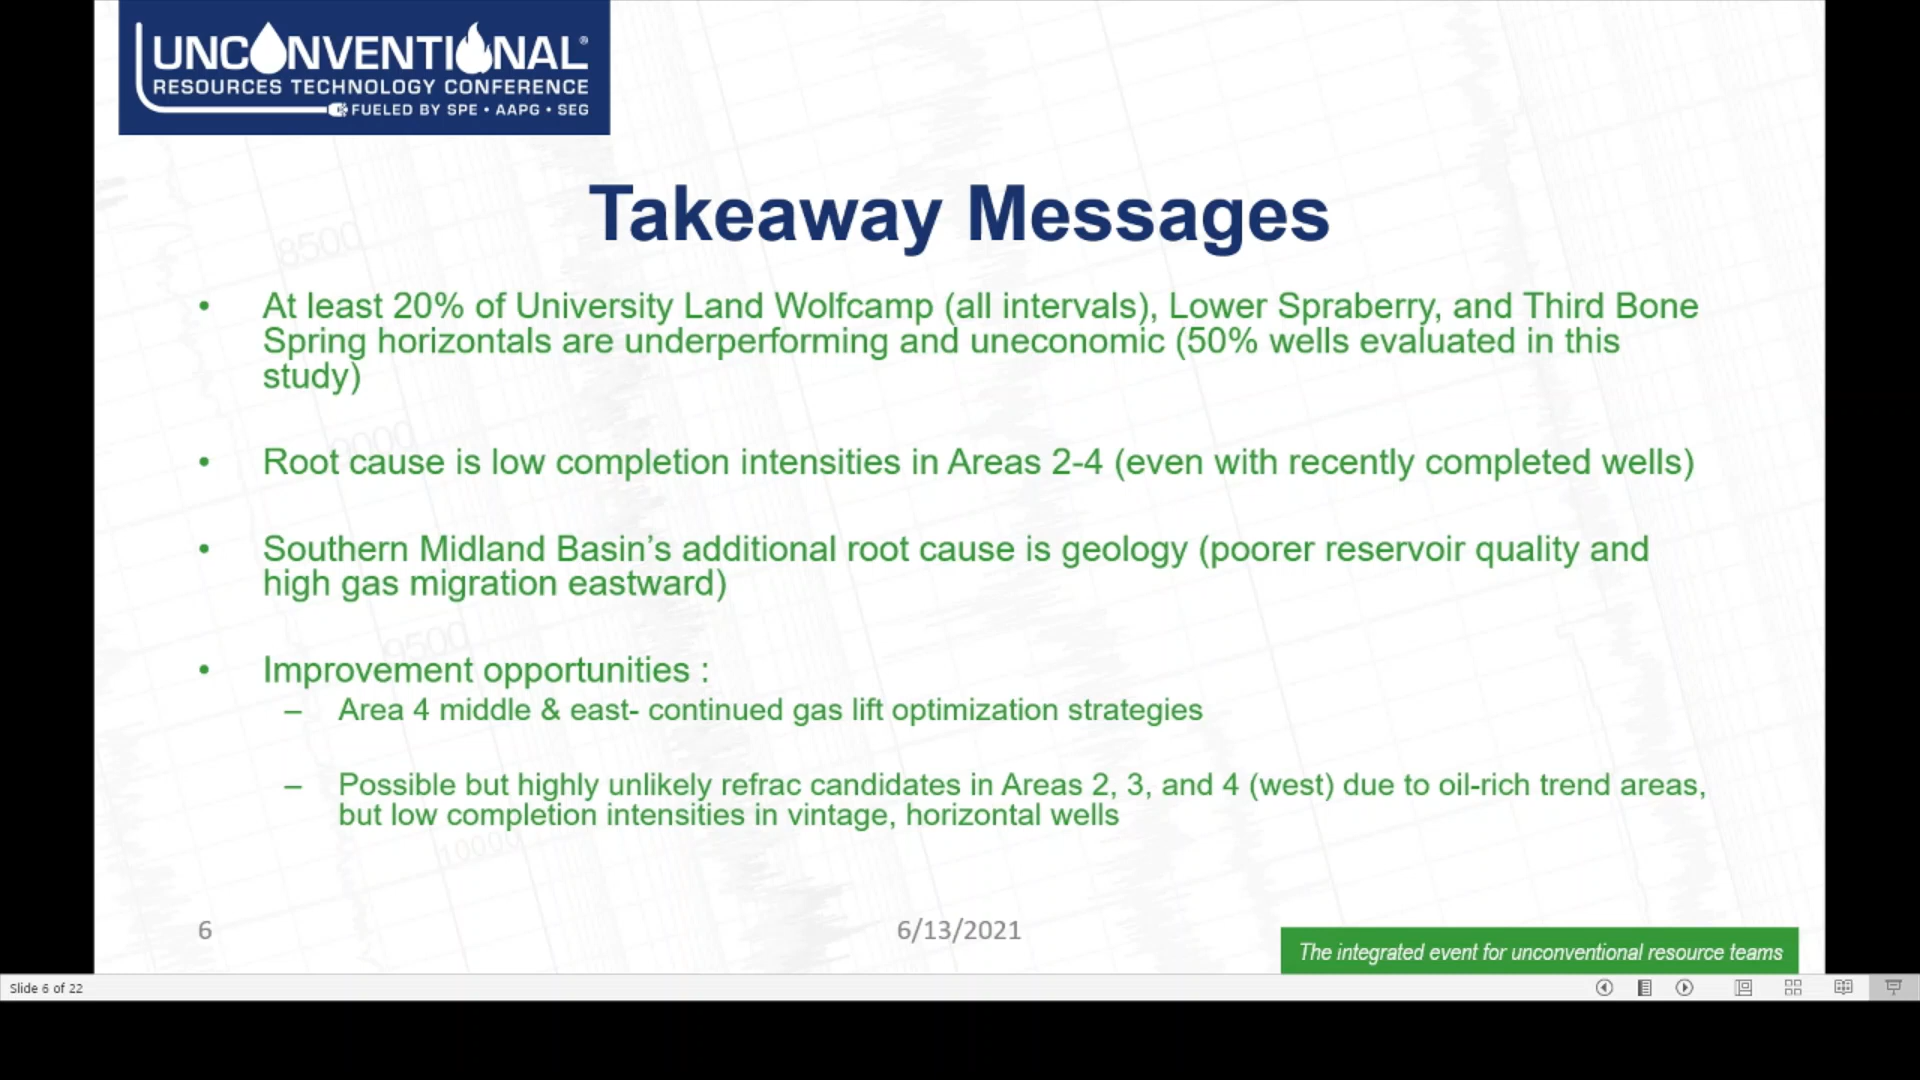 UNCONVENTIONAL®
RESOURCES TECHNOLOGY CONFERENCE
FUELED BY SPE • AAPG • SEG
Takeaway Messages
• At least 20% of University Land Wolfcamp (all intervals), Lower Spraberry, and Third Bone
Spring horizontals are underperforming and uneconomic (50% wells evaluated in this
study)
• Root cause is low completion intensities in Areas 2-4 (even with recently completed wells)
• Southern Midland Basin’s additional root cause is geology (poorer reservoir quality and
high gas migration eastward)
• Improvement opportunities :
– Area 4 middle & east- continued gas lift optimization strategies
– Possible but highly unlikely refrac candidates in Areas 2, 3, and 4 (west) due to oil-rich trend areas,
but low completion intensities in vintage, horizontal wells
8500
9000
9500
10000
6
6/13/2021
The integrated event for unconventional resource teams
Slide 6 of 22